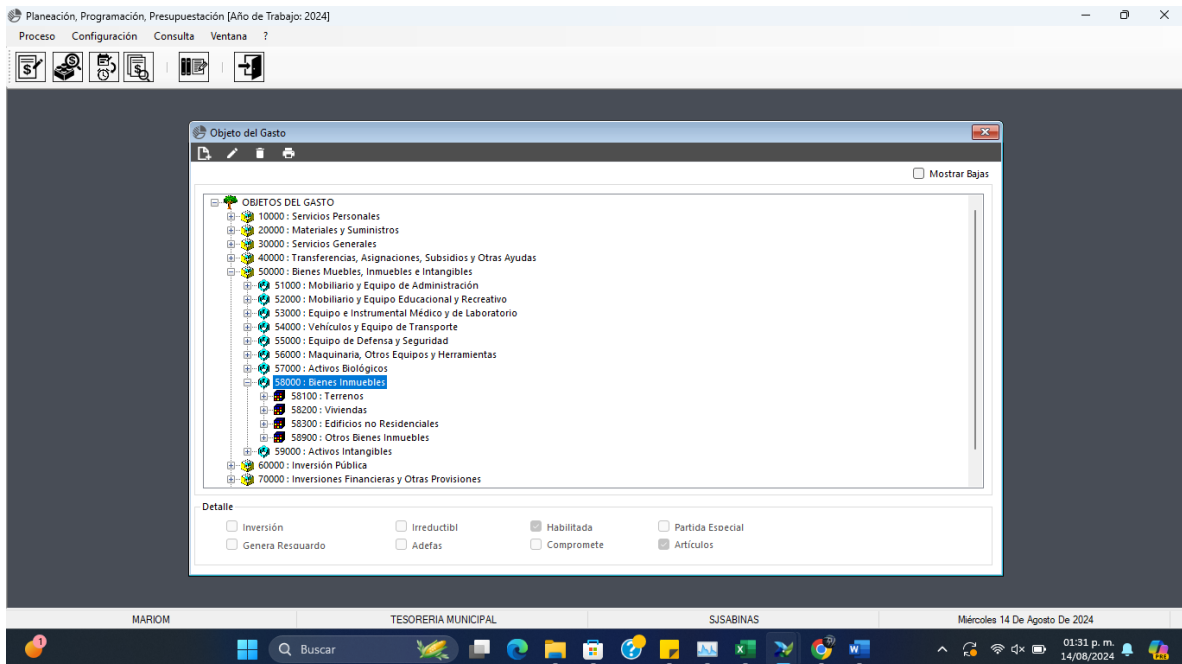 Planeación, Programación, Presupuestación [Año de Trabajo: 2024]
Proceso Configuración Consulta Ventana ?
Objeto del Gasto
Mostrar Bajas
OBJETOS DEL GASTO
10000 : Servicios Personales
20000 : Materiales y Suministros
30000 : Servicios Generales
40000 : Transferencias, Asignaciones, Subsidios y Otras Ayudas
50000 : Bienes Muebles, Inmuebles e Intangibles
51000 : Mobiliario y Equipo de Administración
52000 : Mobiliario y Equipo Educacional y Recreativo
53000 : Equipo e Instrumental Médico y de Laboratorio
54000 : Vehículos y Equipo de Transporte
55000 : Equipo de Defensa y Seguridad
56000 : Maquinaria, Otros Equipos y Herramientas
57000 : Activos Biológicos
58000 : Bienes Inmuebles
58100 : Terrenos
58200 : Viviendas
58300 : Edificios no Residenciales
58900 : Otros Bienes Inmuebles
59000 : Activos Intangibles
60000 : Inversión Pública
70000 : Inversiones Financieras y Otras Provisiones
Detalle
Inversión Irreductibl Habilitada Partida Especial
Genera Resguardo Adefas Compromete Artículos
MARIOM TESORERIA MUNICIPAL SJSABINAS Miércoles 14 De Agosto De 2024
1 Buscar 01:31 p. m.
14/08/2024